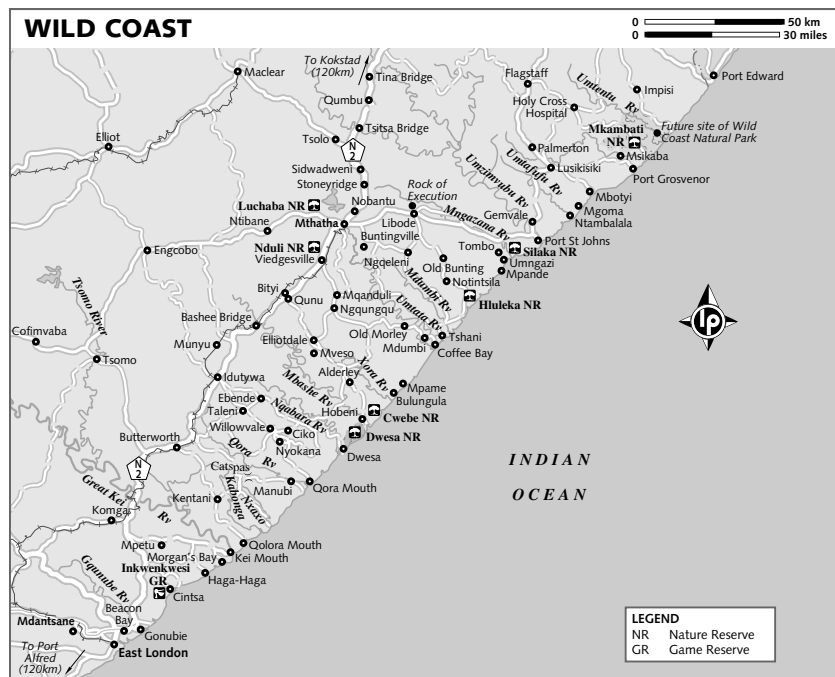 WILD COAST
0 50 km
0 30 miles
To Kokstad
(120km)
Tina Bridge
Maclear
Qumbu
Flagstaff
Impisi
Port Edward
Umtentu Rv
Holy Cross
Hospital
Mkambati
NR
Future site of Wild
Coast Natural Park
Elliot
Tsolo
Tsitsa Bridge
N
2
Palmerton
Msikaba
Sidwadweni
Stoneyridge
Lusikisiki
Port Grosvenor
Umzimvubu Rv
Umiafufu Rv
Rock of
Execution
Mbotyi
Luchaba NR
Nobantu
Mgoma
Ntambalala
Ntibane
Mthatha
Libode
Mngazana Rv
Gemvale
Buntingville
Port St Johns
Engcobo
Nduli NR
Viedgesville
Ngqeleni
Tombo
Silaka NR
Old Bunting
Umngazi
Mpande
Notintsila
Tsomo River
Mdumbi Rv
Hluleka NR
Bityi
Qunu
Mqanduli
Ngqungqu
Umtata Rv
Bashee Bridge
Cofimvaba
Munyu
Elliotdale
Old Morley
Tshani
Mdumbi
Coffee Bay
Mveso
Tsomo
Xora Rv
Alderley
Idutywa
Mbashe Rv
Mpame
Bulungula
Ebende
Taleni
Nqabara Rv
Hobeni
Cwebe NR
Willowvale
Ciko
Dwesa NR
Butterworth
Qora Rv
Nyokana
Dwesa
N
2
Catspas
INDIAN
OCEAN
Manubi
Qora Mouth
Great Kei
Rv
Kentani
Kabonga
Nxaxo
Komga
Mpetu
Qolora Mouth
Morgan's Bay
Kei Mouth
Inkwenkwesi
GR
Haga-Haga
Gqunube Rv
Cintsa
Beacon
Bay
Mdantsane
Gonubie
To Port
Alfred
(120km)
East London
lp
LEGEND
NR Nature Reserve
GR Game Reserve